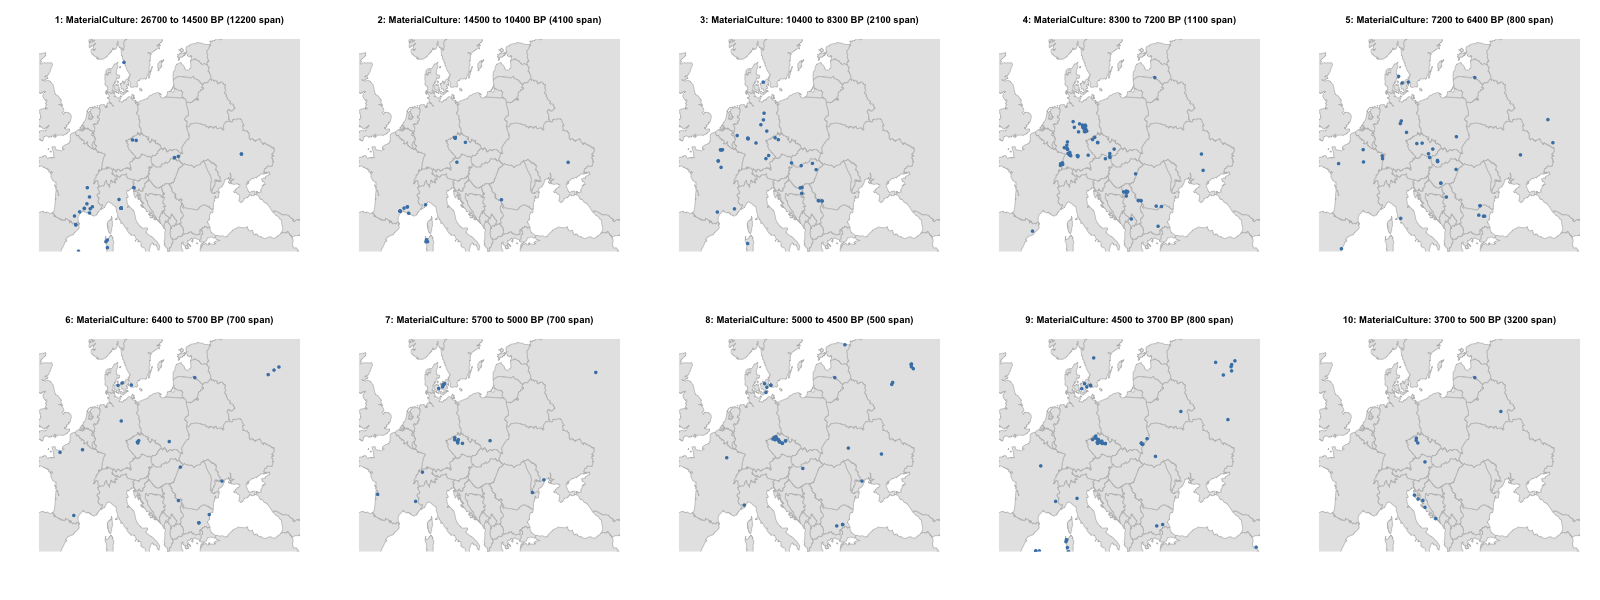 1: MaterialCulture: 26700 to 14500 BP (12200 span)
2: MaterialCulture: 14500 to 10400 BP (4100 span)
3: MaterialCulture: 10400 to 8300 BP (2100 span)
4: MaterialCulture: 8300 to 7200 BP (1100 span)
5: MaterialCulture: 7200 to 6400 BP (800 span)
6: MaterialCulture: 6400 to 5700 BP (700 span)
7: MaterialCulture: 5700 to 5000 BP (700 span)
8: MaterialCulture: 5000 to 4500 BP (500 span)
9: MaterialCulture: 4500 to 3700 BP (800 span)
10: MaterialCulture: 3700 to 500 BP (3200 span)